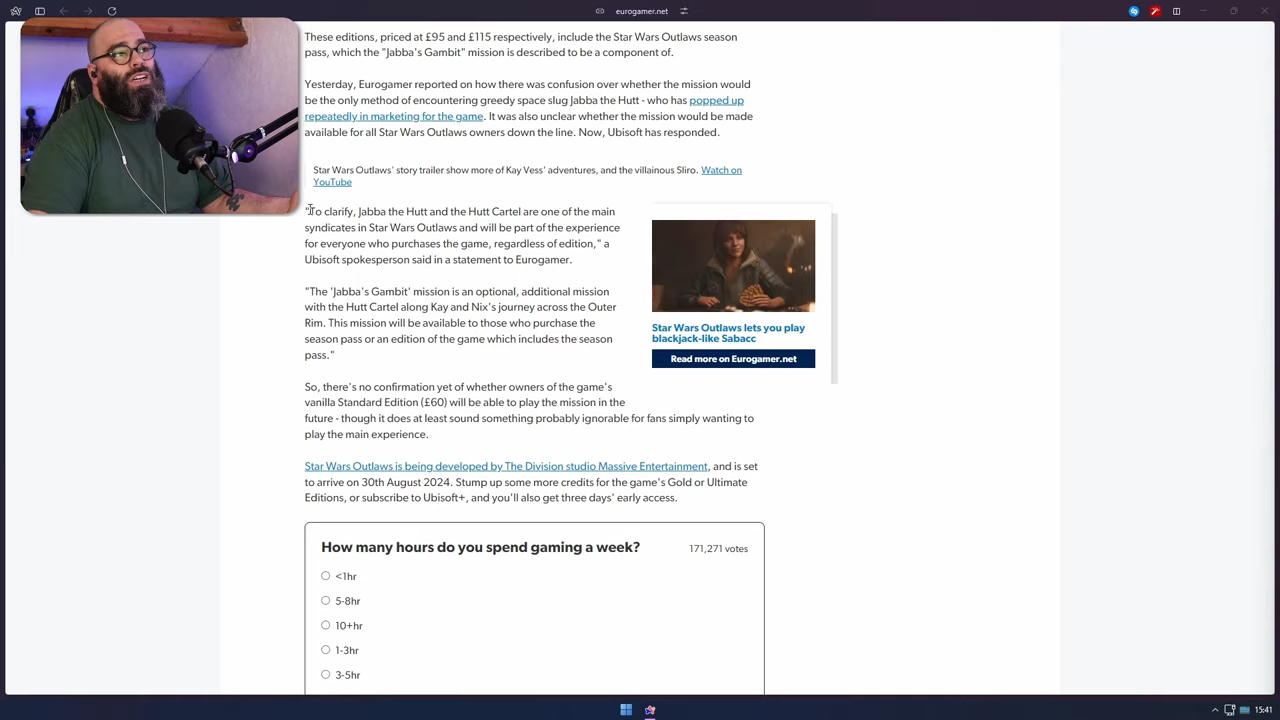 eurogamer.net
These editions, priced at £95 and £115 respectively, include the Star Wars Outlaws season
pass, which the "Jabba's Gambit" mission is described to be a component of.
Yesterday, Eurogamer reported on how there was confusion over whether the mission would
be the only method of encountering greedy space slug Jabba the Hutt - who has popped up
repeatedly in marketing for the game. It was also unclear whether the mission would be made
available for all Star Wars Outlaws owners down the line. Now, Ubisoft has responded.
Star Wars Outlaws' story trailer show more of Kay Vess' adventures, and the villainous Sliro. Watch on
YouTube
"To clarify, Jabba the Hutt and the Hutt Cartel are one of the main
syndicates in Star Wars Outlaws and will be part of the experience
for everyone who purchases the game, regardless of edition," a
Ubisoft spokesperson said in a statement to Eurogamer.
"The 'Jabba's Gambit' mission is an optional, additional mission
with the Hutt Cartel along Kay and Nix's journey across the Outer
Rim. This mission will be available to those who purchase the
season pass or an edition of the game which includes the season
pass."
Star Wars Outlaws lets you play
blackjack-like Sabacc
Read more on Eurogamer.net
So, there's no confirmation yet of whether owners of the game's
vanilla Standard Edition (£60) will be able to play the mission in the
future - though it does at least sound something probably ignorable for fans simply wanting to
play the main experience.
Star Wars Outlaws is being developed by The Division studio Massive Entertainment, and is set
to arrive on 30th August 2024. Stump up some more credits for the game's Gold or Ultimate
Editions, or subscribe to Ubisoft+, and you'll also get three days' early access.
How many hours do you spend gaming a week?
171,271 votes
<1hr
5-8hr
10+hr
1-3hr
3-5hr
15:41